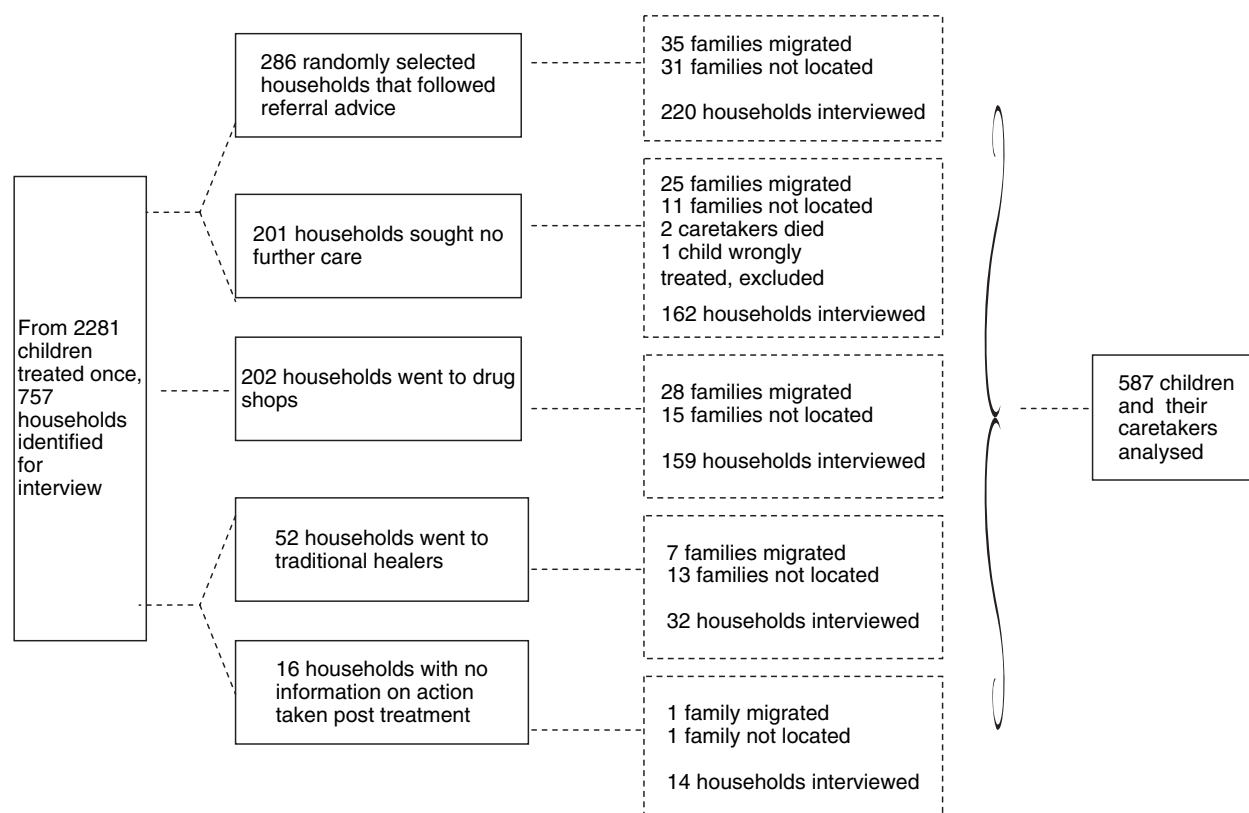 From 2281
children
treated once,
757
households
identified
for
interview
286 randomly selected
households that followed
referral advice
35 families migrated
31 families not located
220 households interviewed
201 households sought no
further care
25 families migrated
11 families not located
2 caretakers died
1 child wrongly
treated, excluded
162 households interviewed
202 households went to drug
shops
28 families migrated
15 families not located
159 households interviewed
52 households went to
traditional healers
7 families migrated
13 families not located
32 households interviewed
16 households with no
information on action
taken post treatment
1 family migrated
1 family not located
14 households interviewed
587 children
and their
caretakers
analysed